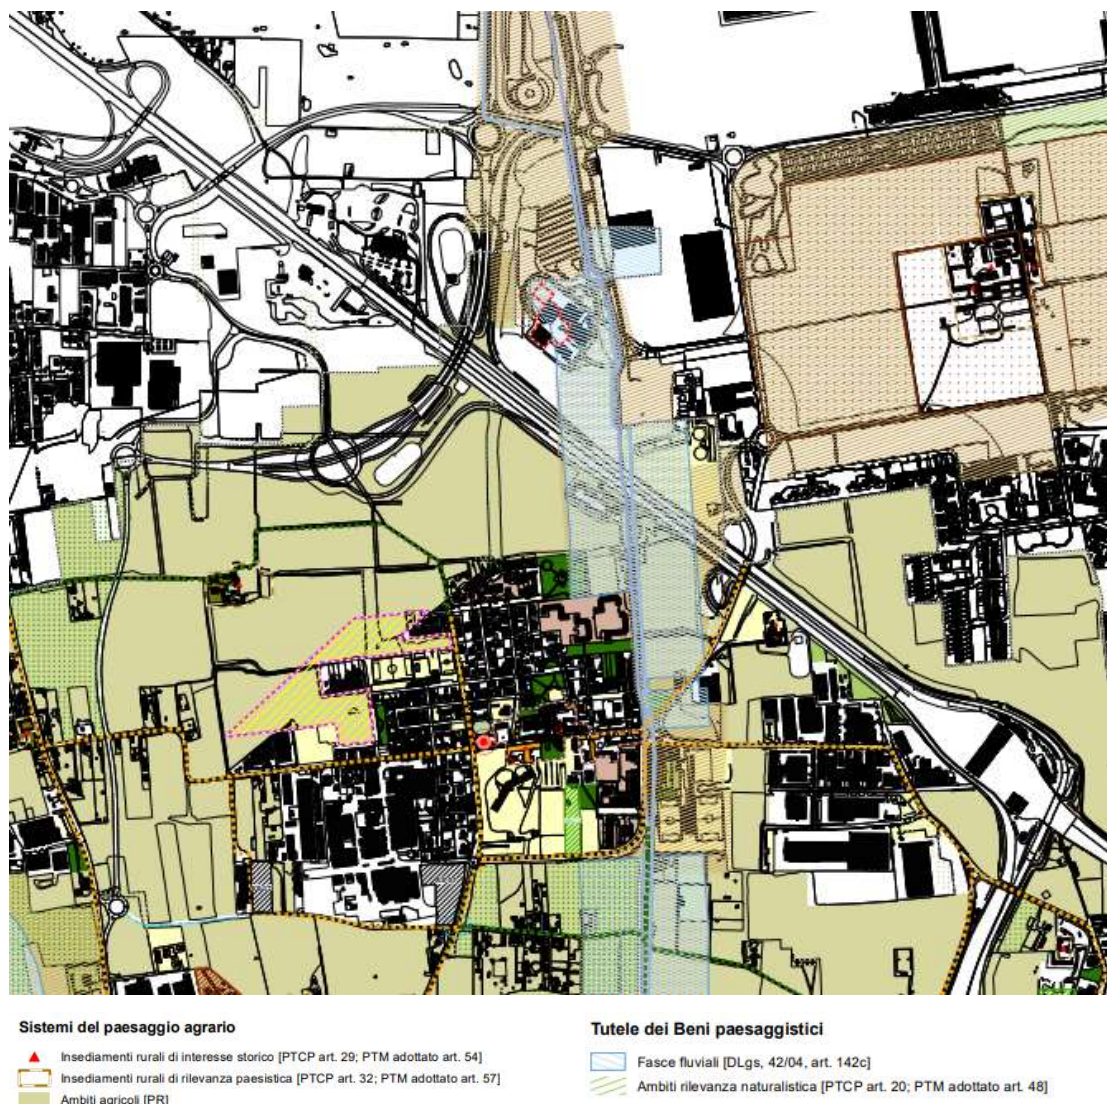 Sistemi del paesaggio agrario
Insediamenti rurali di interesse storico [PTCP art. 29; PTM adottato art. 54]
Insediamenti rurali di rilevanza paesistica [PTCP art. 32; PTM adottato art. 57]
Ambiti agricoli [PR]
Tutele dei Beni paesaggistici
Fasce fluviali [DLgs, 42/04, art. 142c]
Ambiti rilevanza naturalistica [PTCP art. 20; PTM adottato art. 48]